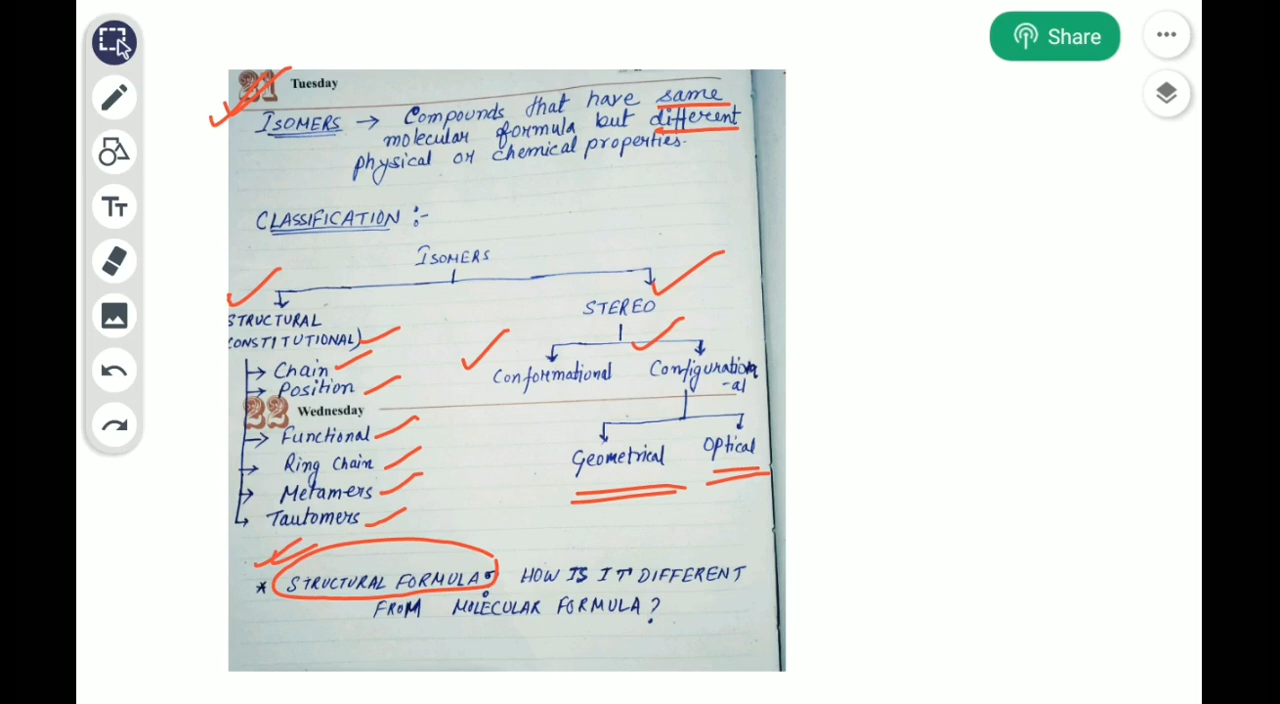 Share
Tt
21 Tuesday
ISOMERS → Compounds that have same
molecular formula but different
physical or chemical properties.
CLASSIFICATION :-
ISOMERS
STRUCTURAL
CONSTITUTIONAL)
STEREO
→ Chain
→ Position
Conformational
Configuration
-al
22 Wednesday
→ Functional
→ Ring Chain
→ Metamers
→ Tautomers
Geometrical
Optical
* STRUCTURAL FORMULA: HOW IS IT DIFFERENT
FROM MOLECULAR FORMULA?